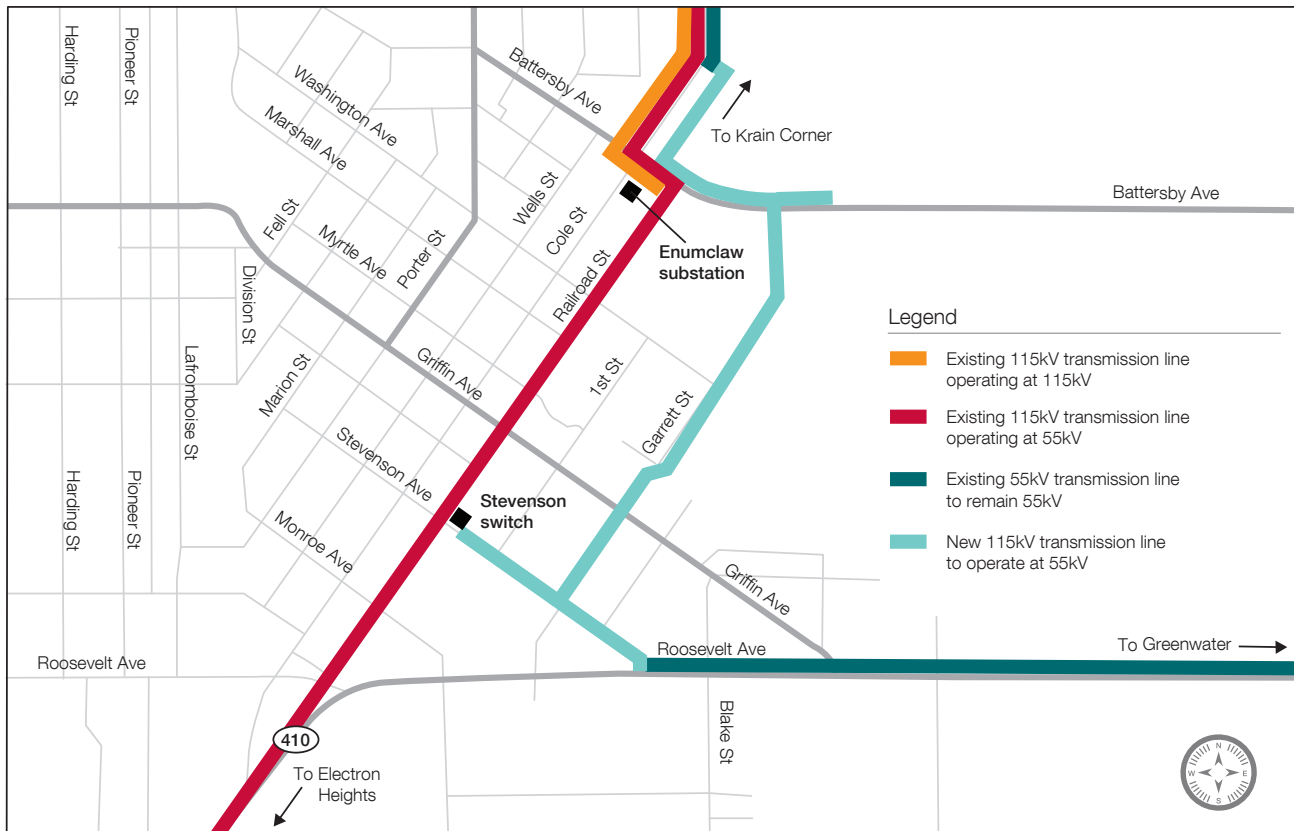 Harding St
Pioneer St
Washington Ave
Marshall Ave
Battersby Ave
To Krain Corner
Battersby Ave
Wells St
Cole St
Fell St
Myrtle Ave
Porter St
Enumclaw
substation
Railroad St
Division St
Legend
Existing 115kV transmission line
operating at 115kV
Existing 115kV transmission line
operating at 55kV
Existing 55kV transmission line
to remain 55kV
New 115kV transmission line
to operate at 55kV
Lafromboise St
Marion St
Griffin Ave
1st St
Garrett St
Stevenson Ave
Harding St
Pioneer St
Stevenson
switch
Monroe Ave
Griffin Ave
Roosevelt Ave
Roosevelt Ave
To Greenwater
Blake St
410
To Electron
Heights
N
W
E
S